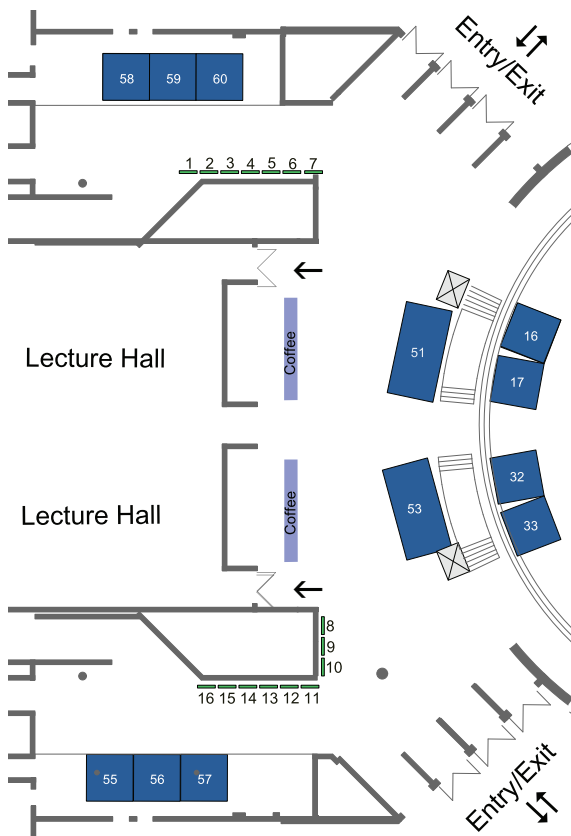 Entry/Exit
58 59 60
1 2 3 4 5 6 7
Coffee
Lecture Hall
51
16
17
Coffee
Lecture Hall
53
32
33
8
9
10
16 15 14 13 12 11
55 56 57
Entry/Exit